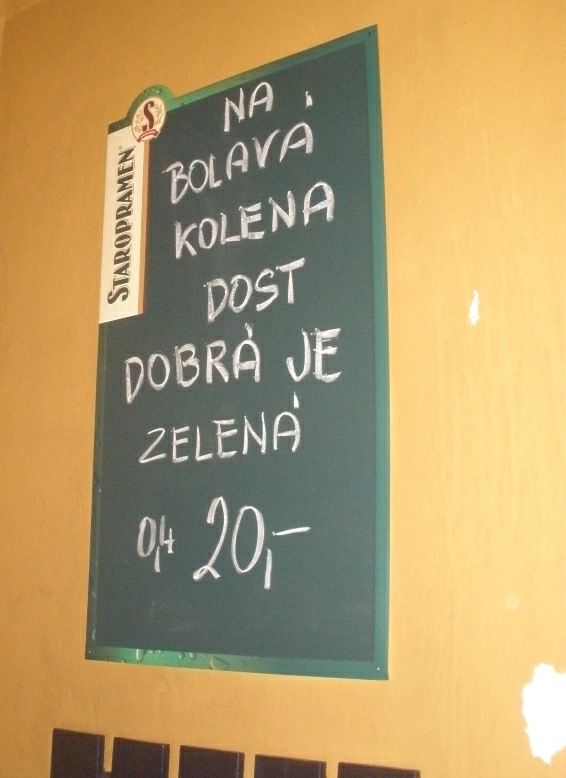 STAROPRAMEN
NA
BOLAVÁ
KOLENA
DOST
DOBRÁ JE
ZELENÁ
0,4 20,-